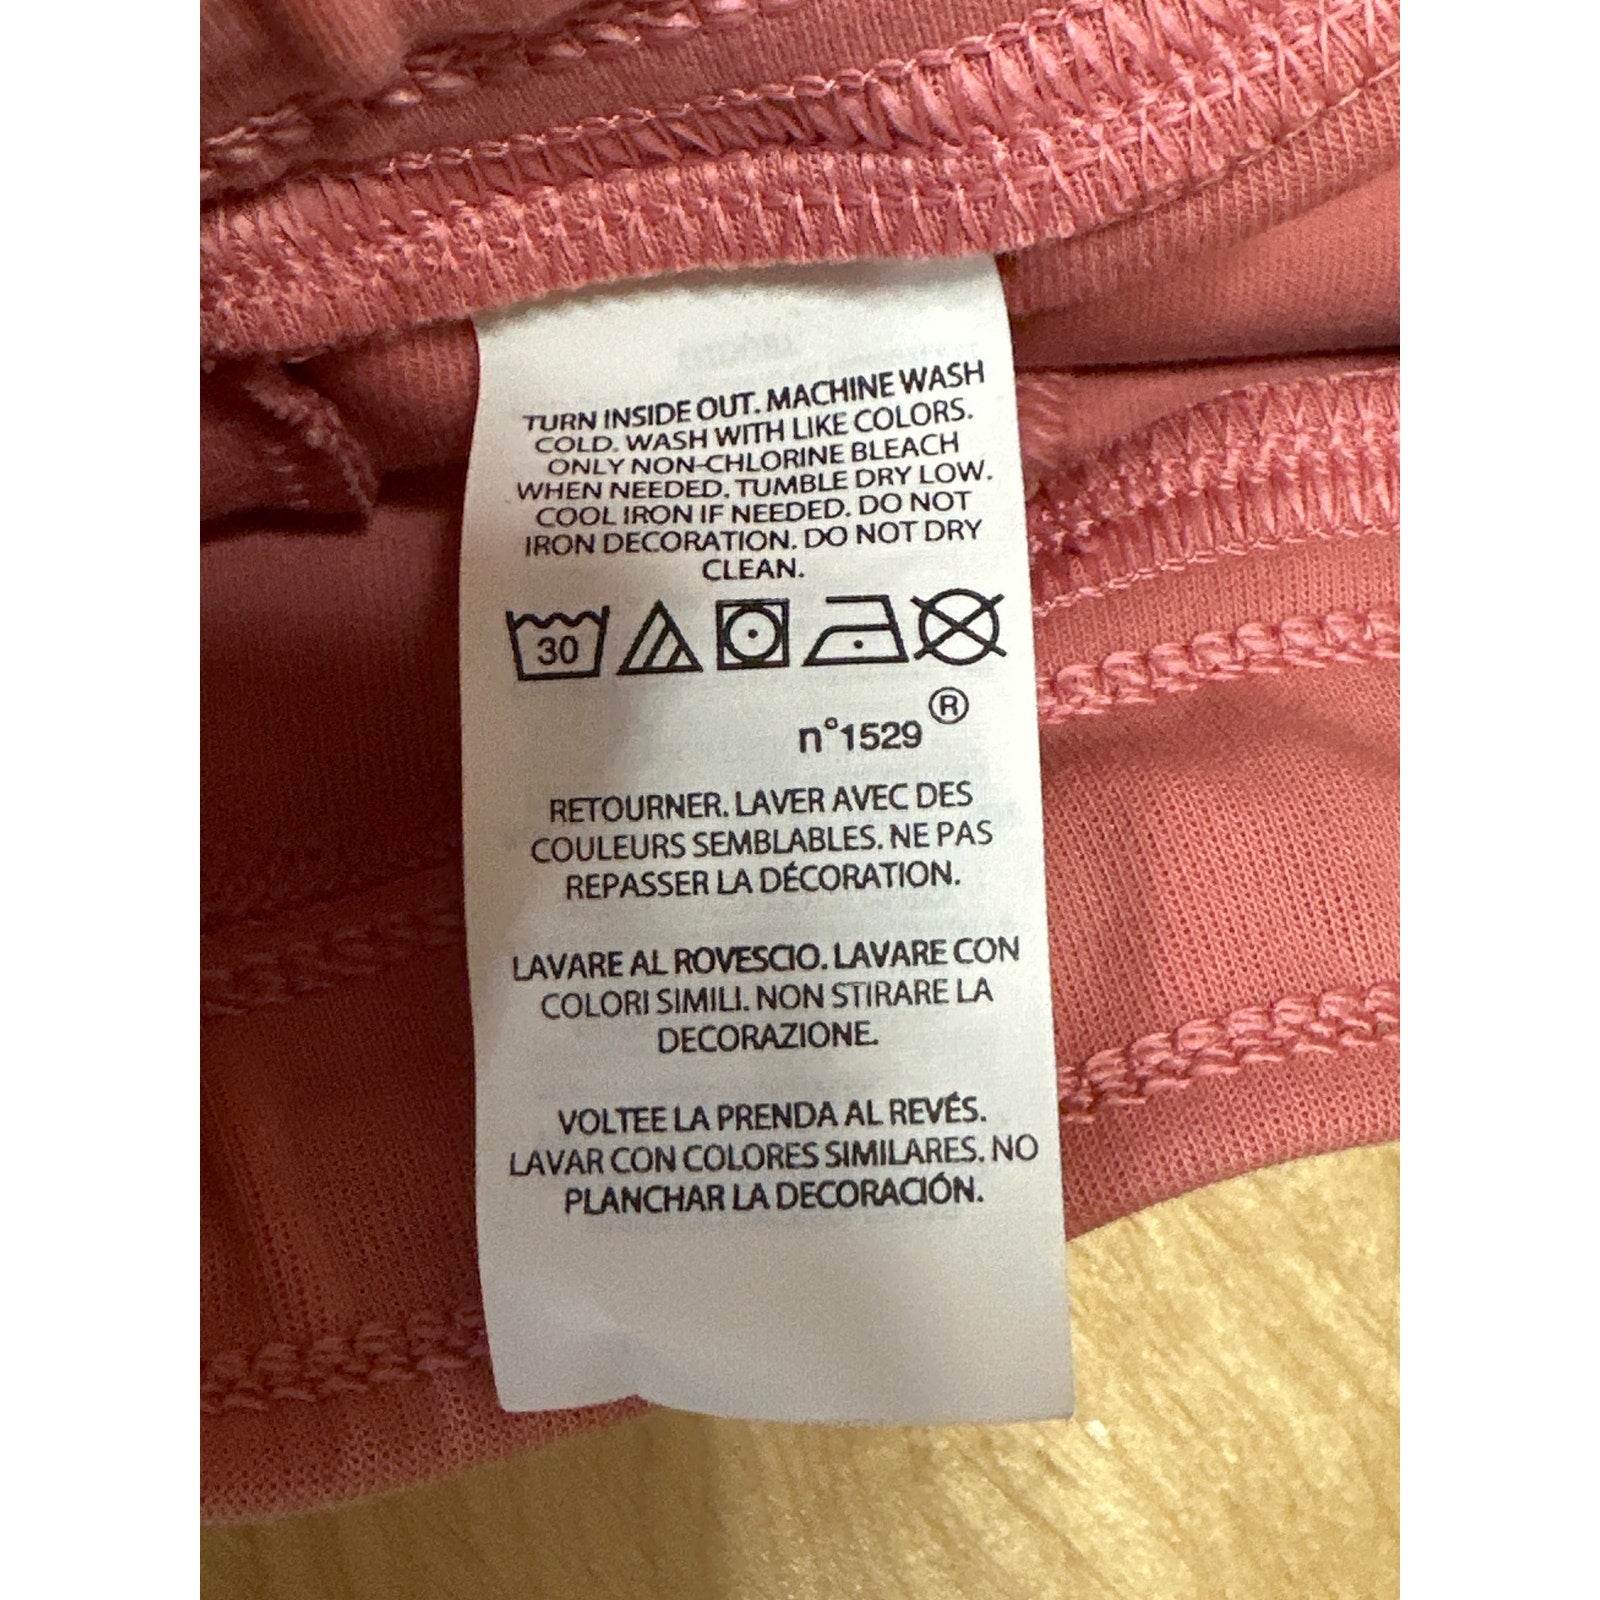 TURN INSIDE OUT. MACHINE WASH
COLD. WASH WITH LIKE COLORS.
ONLY NON-CHLORINE BLEACH
WHEN NEEDED. TUMBLE DRY LOW.
COOL IRON IF NEEDED. DO NOT
IRON DECORATION. DO NOT DRY
CLEAN.
30
n°1529 ®
RETOURNER. LAVER AVEC DES
COULEURS SEMBLABLES. NE PAS
REPASSER LA DÉCORATION.
LAVARE AL ROVESCIO. LAVARE CON
COLORI SIMILI. NON STIRARE LA
DECORAZIONE.
VOLTEE LA PRENDA AL REVÉS.
LAVAR CON COLORES SIMILARES. NO
PLANCHAR LA DECORACIÓN.